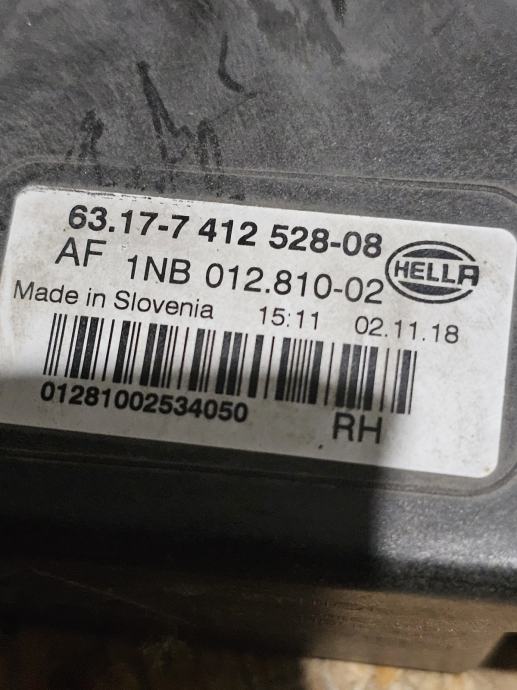 63.17-7 412 528-08
AF 1NB 012.810-02
HELLA
Made in Slovenia 15:11 02.11.18
01281002534050
RH